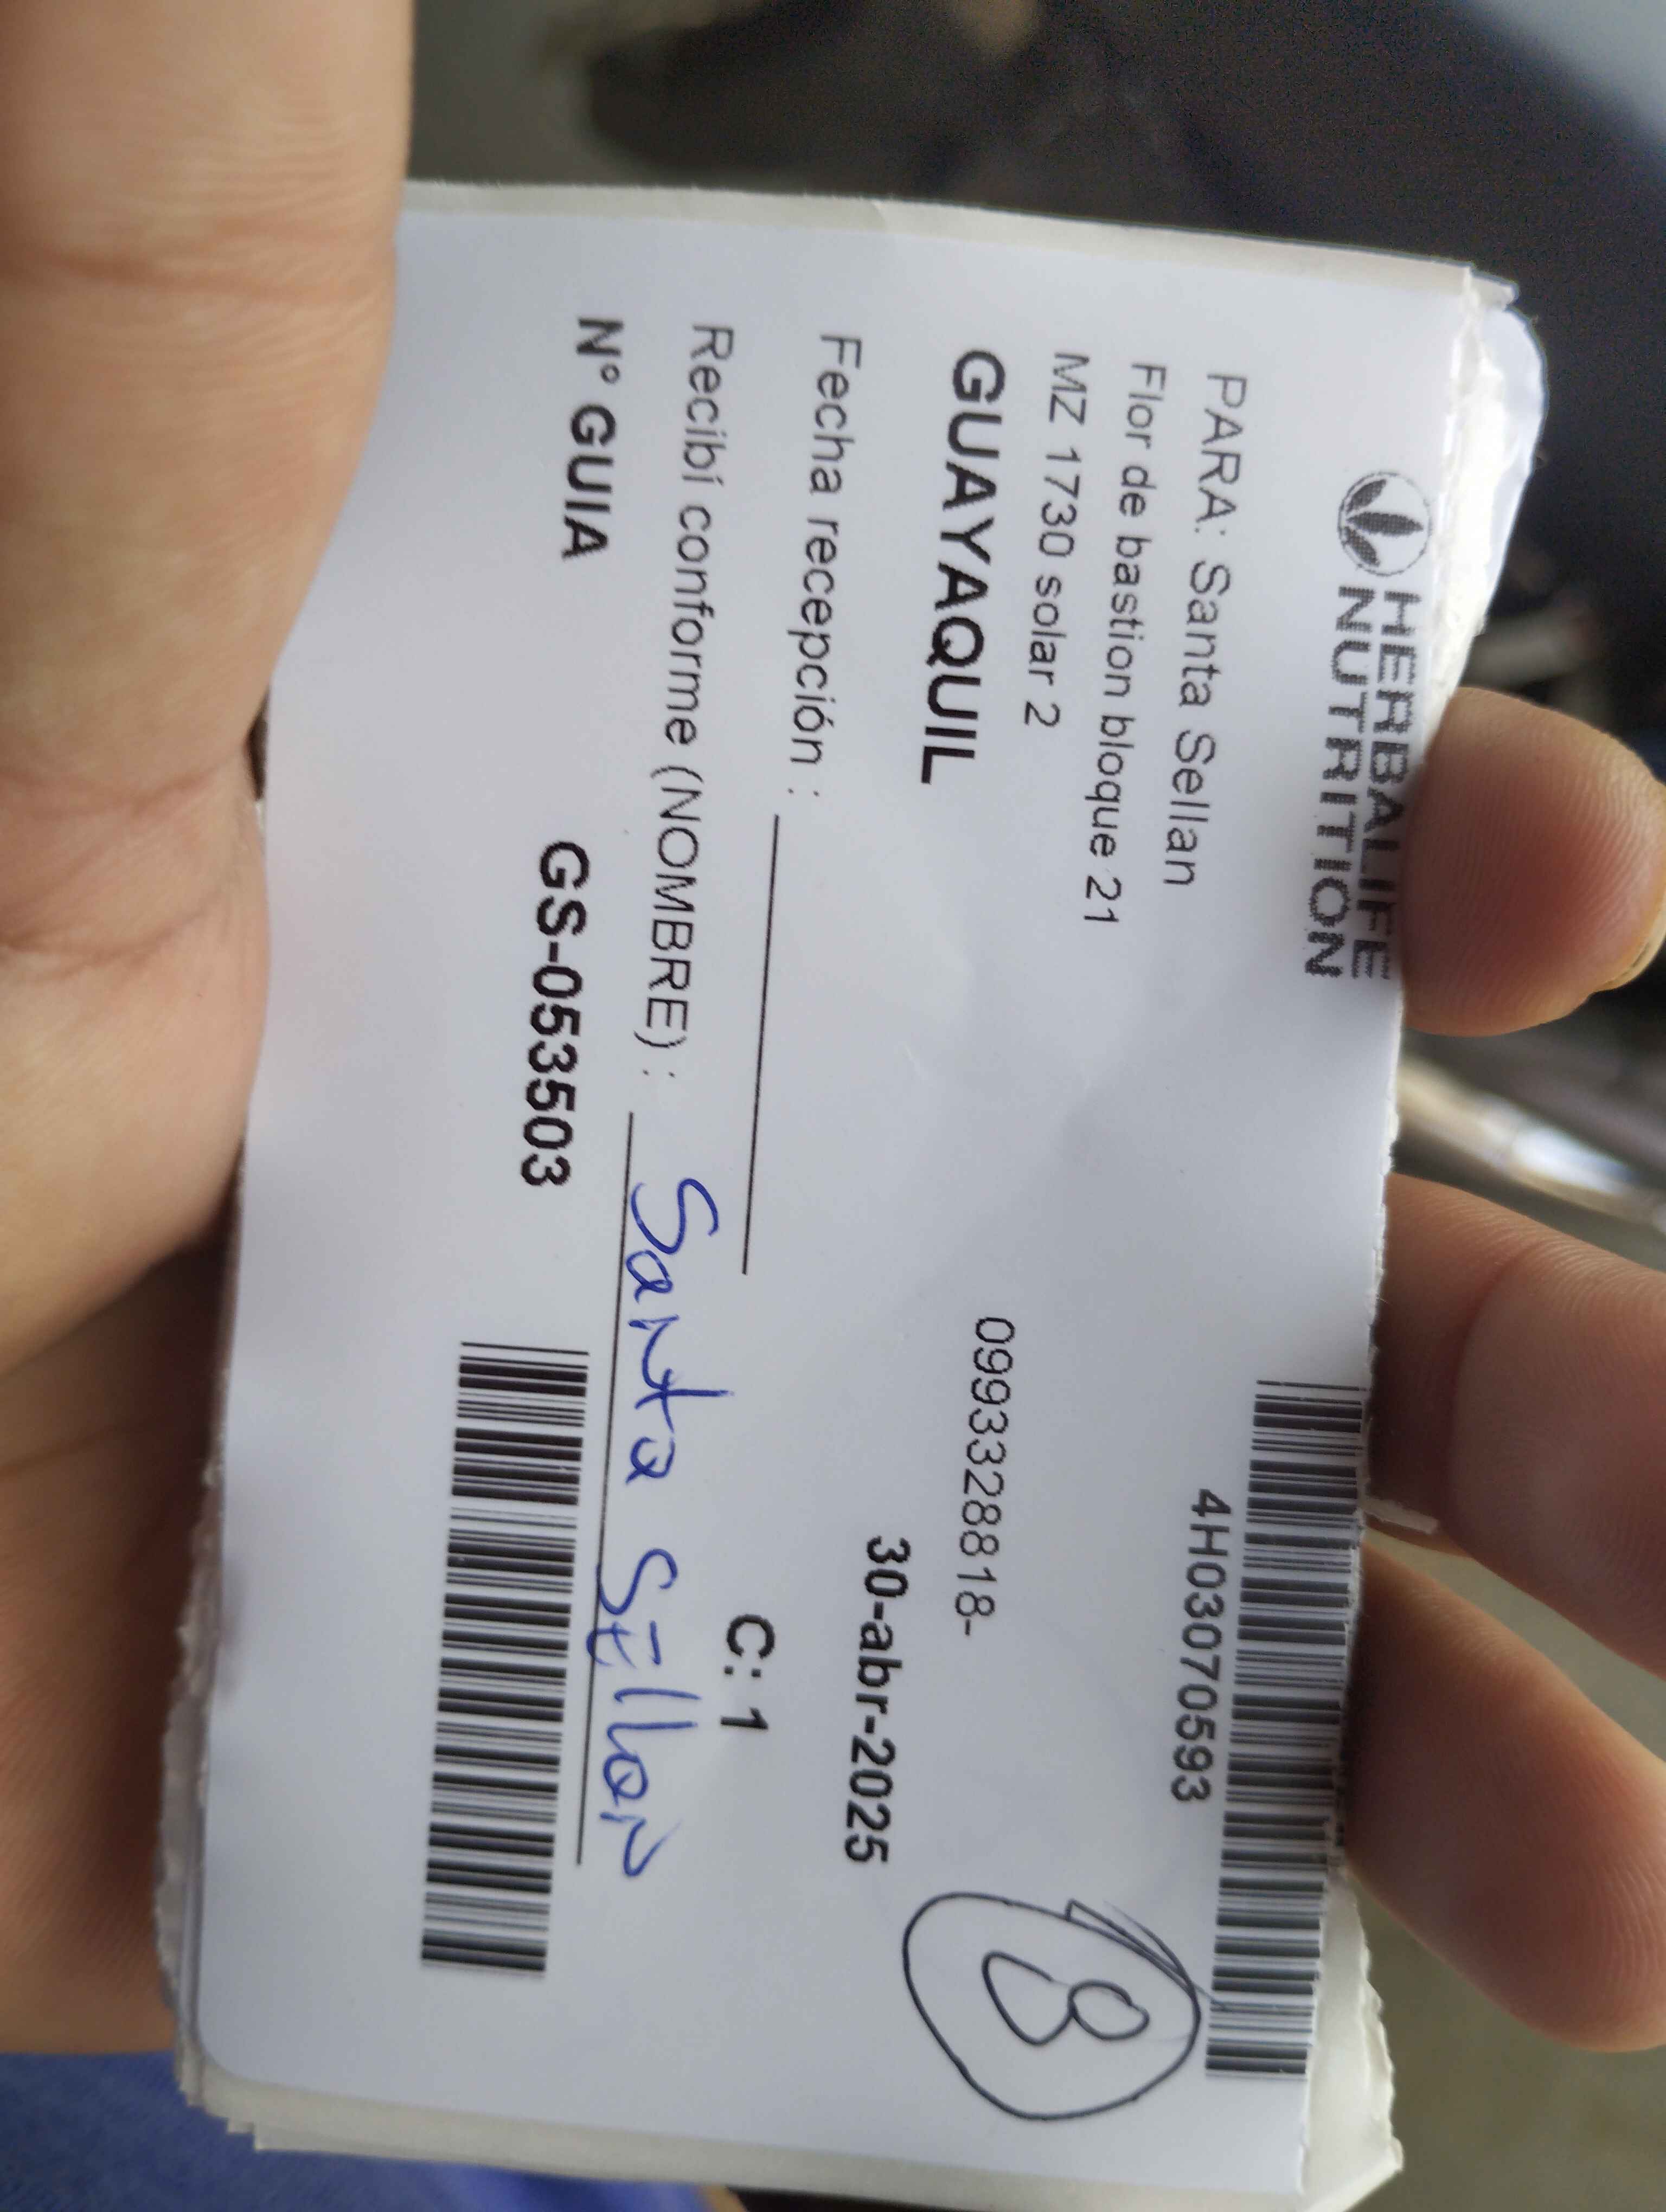 HERBALIFE
NUTRITION
4H03070593
PARA: Santa Sellan
Flor de bastion bloque 21
MZ 1730 solar 2
GUAYAQUIL
0993328818-
8
30-abr-2025
Fecha recepción :
C: 1
Recibí conforme (NOMBRE) : Santa Sellan
Nº GUIA GS-053503